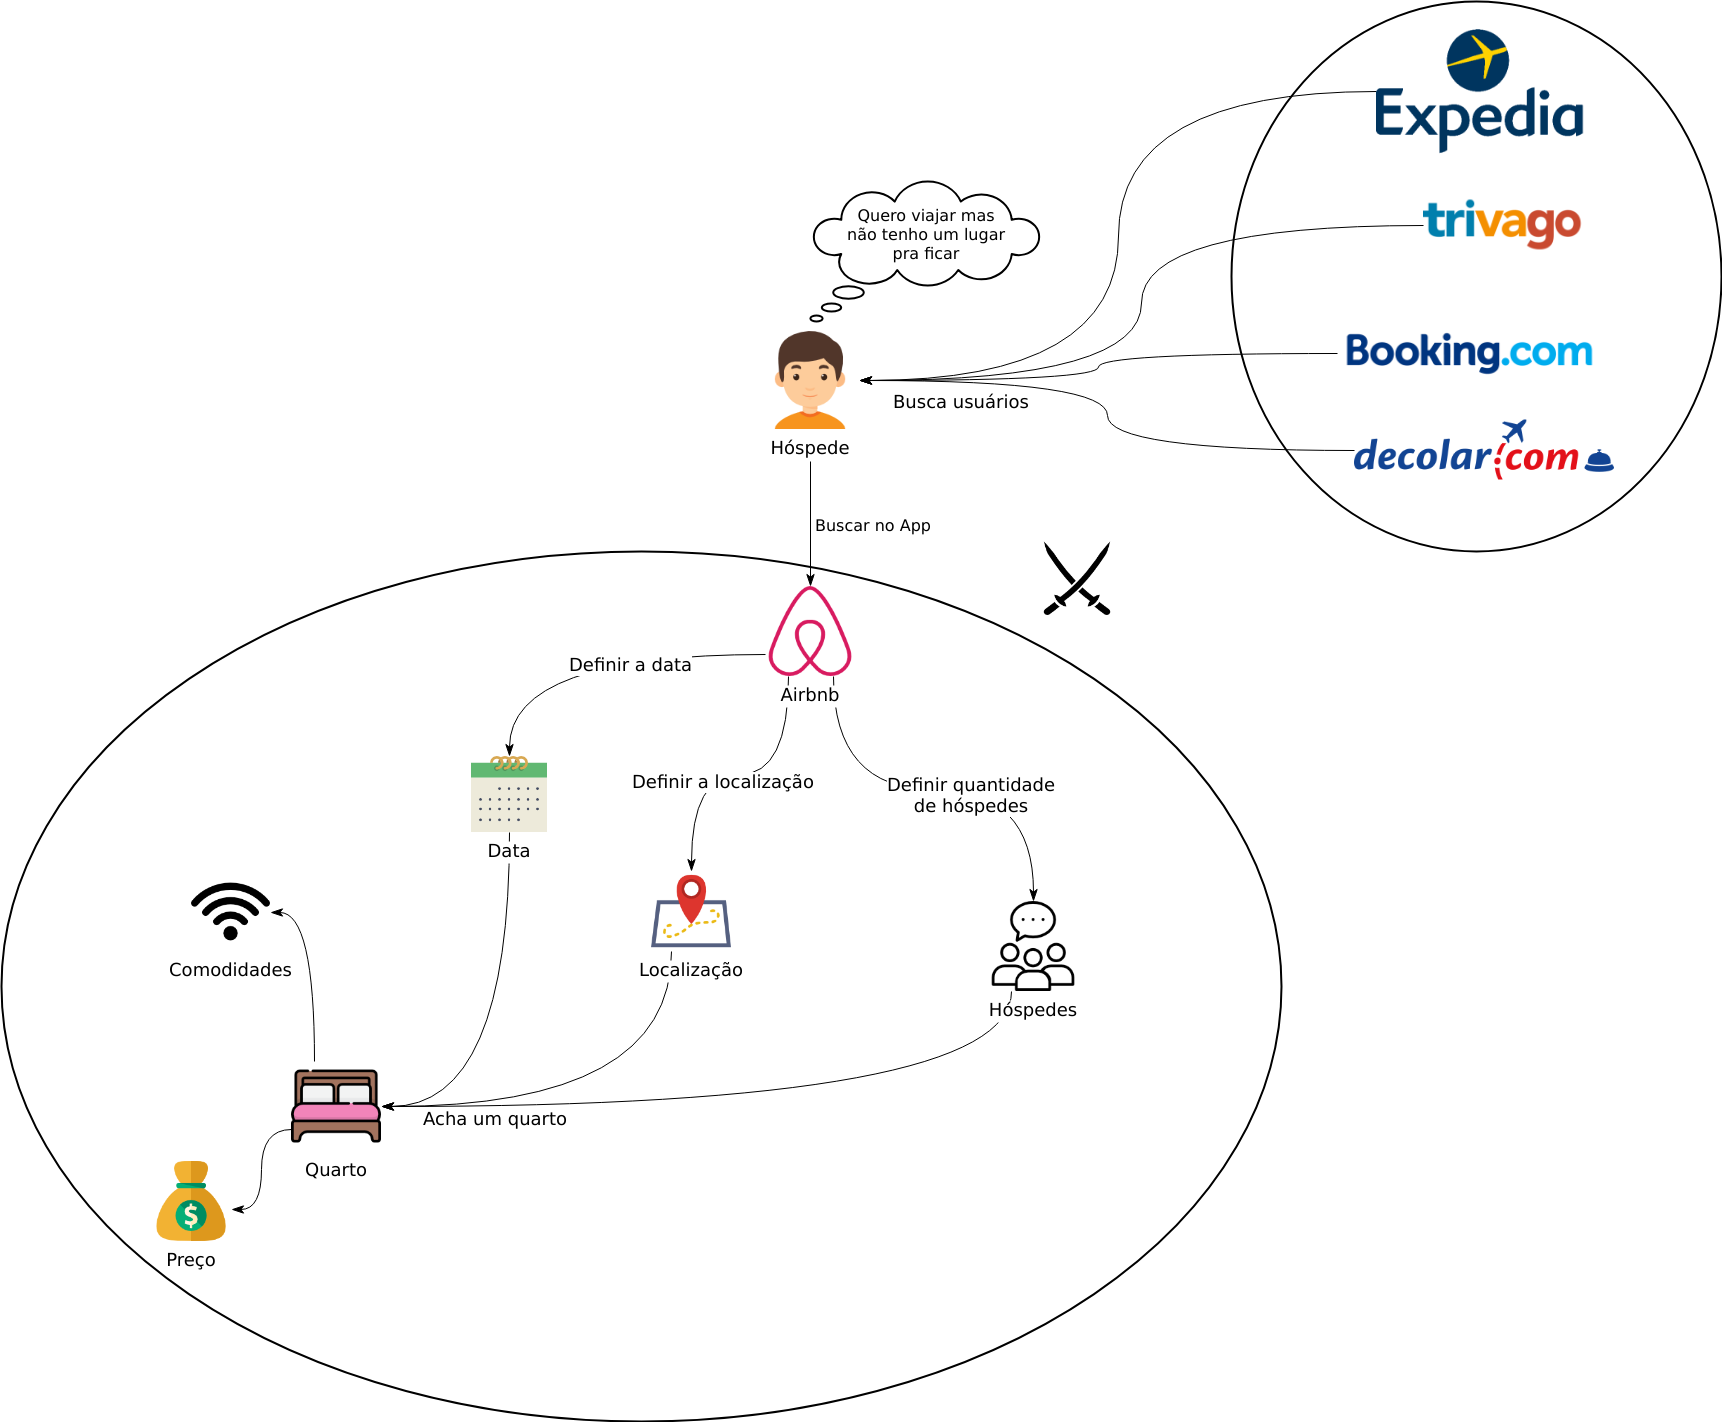 Expedia
trivago
Booking.com
decolar.com
Quero viajar mas
não tenho um lugar
pra ficar
Busca usuários
Hóspede
Buscar no App
Airbnb
Definir a data
Definir a localização
Definir quantidade
de hóspedes
Data
Comodidades
Localização
Hóspedes
Acha um quarto
Quarto
$
Preço